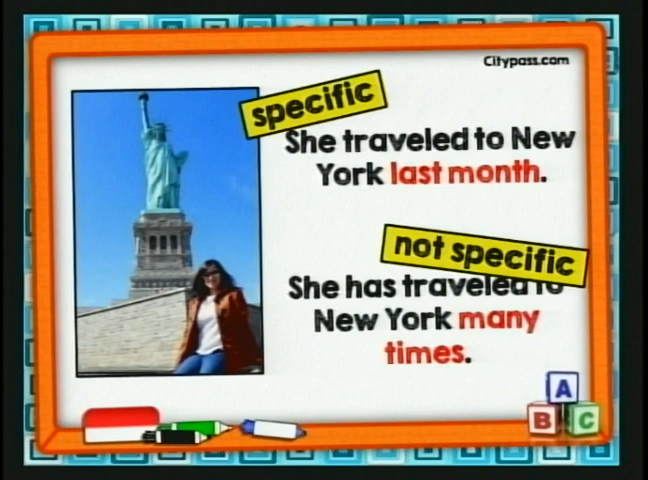 Citypass.com
specific
She traveled to New
York last month.
not specific
She has traveled to
New York many
times.
A
B C